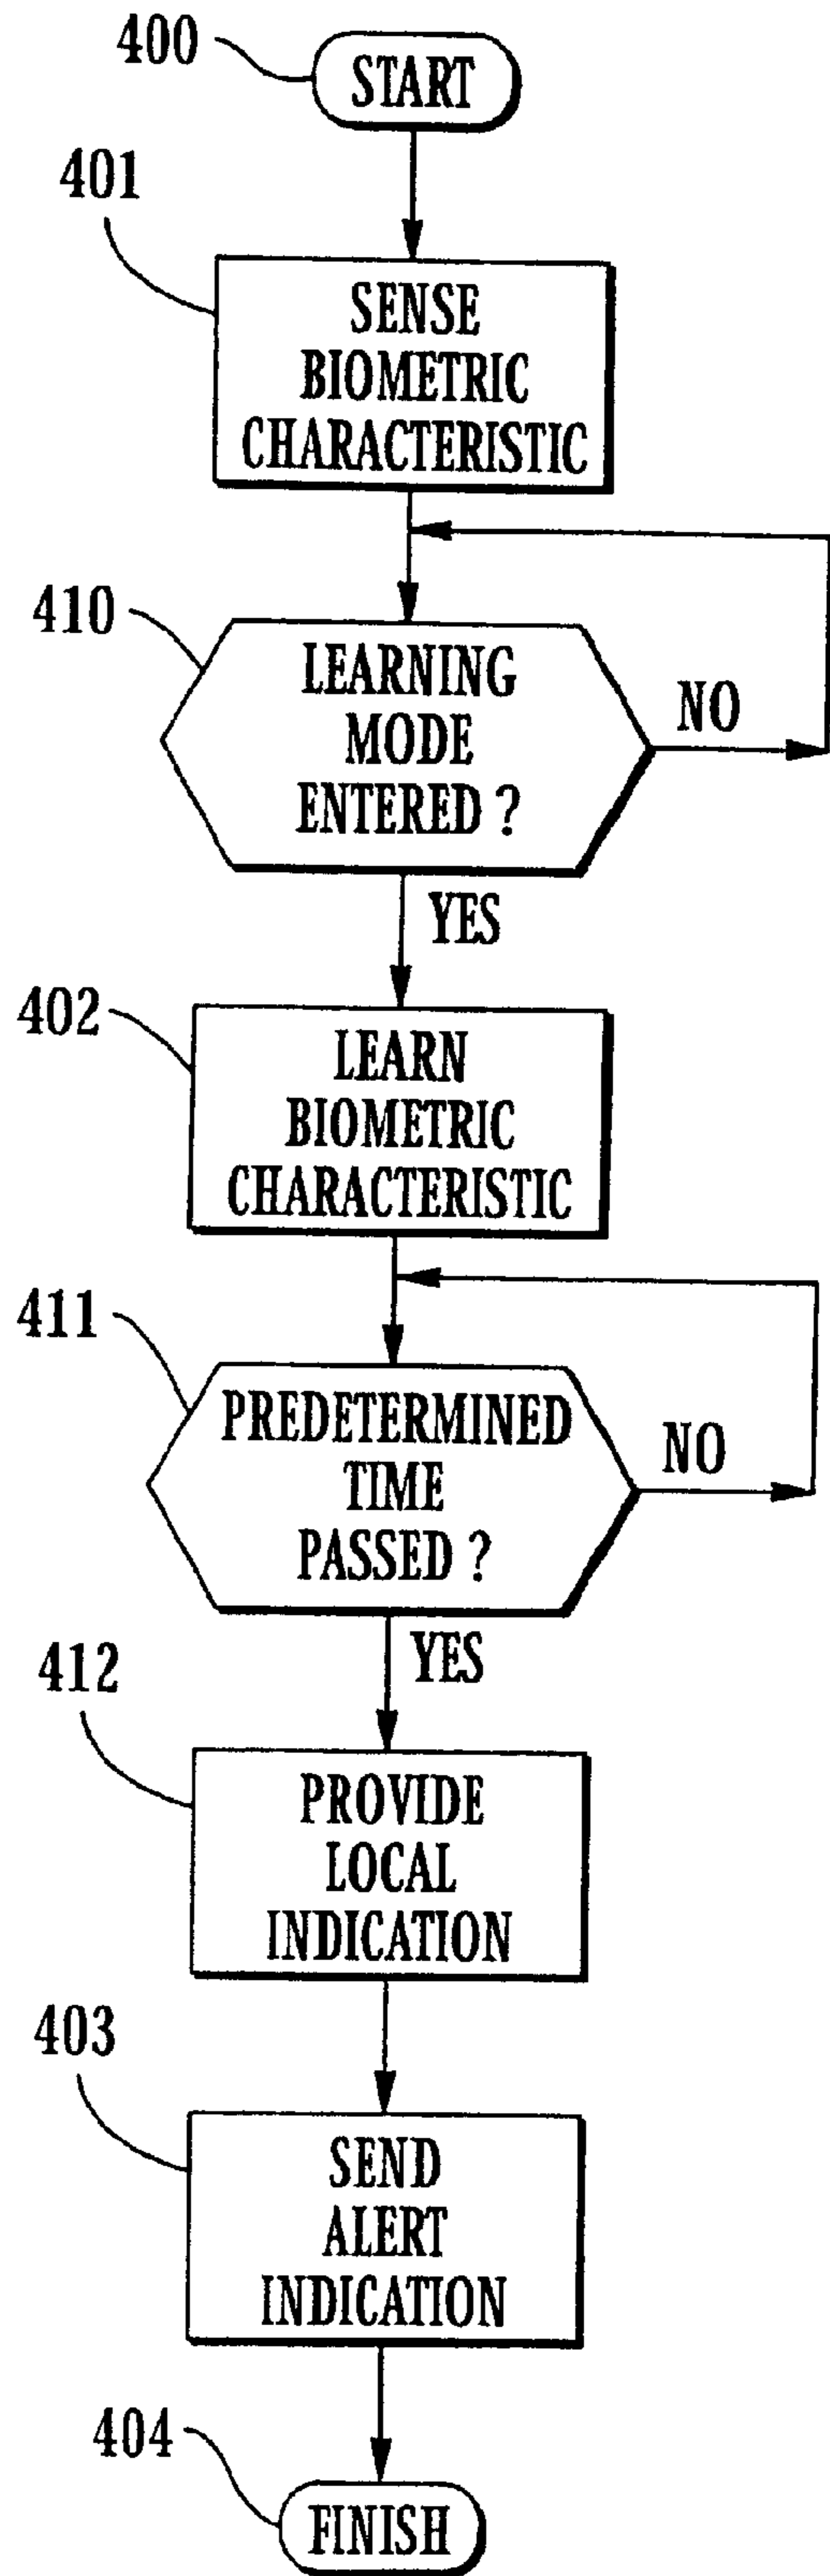 400
START
401
SENSE
BIOMETRIC
CHARACTERISTIC
410
LEARNING
MODE
ENTERED ?
NO
YES
402
LEARN
BIOMETRIC
CHARACTERISTIC
411
PREDETERMINED
TIME
PASSED ?
NO
YES
412
PROVIDE
LOCAL
INDICATION
403
SEND
ALERT
INDICATION
404
FINISH